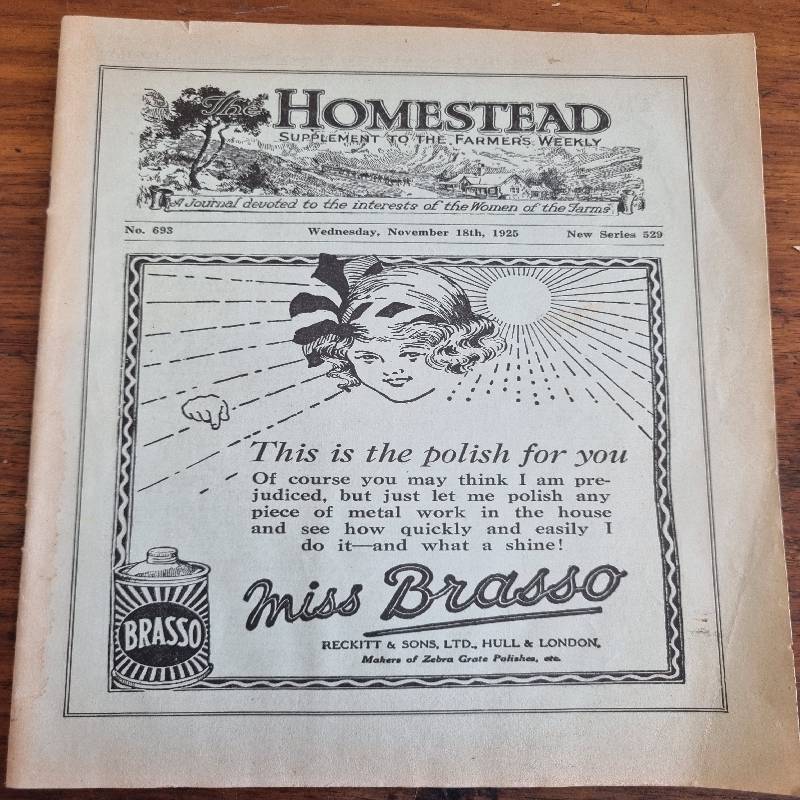 The HOMESTEAD
SUPPLEMENT TO THE FARMER'S WEEKLY
A Journal devoted to the interests of the Women of the Farms
No. 693 Wednesday, November 18th, 1925 New Series 529
This is the polish for you
Of course you may think I am pre-
judiced, but just let me polish any
piece of metal work in the house
and see how quickly and easily I
do it—and what a shine!
Miss Brasso
BRASSO
RECKITT & SONS, LTD., HULL & LONDON.
Makers of Zebra Grate Polishes, etc.